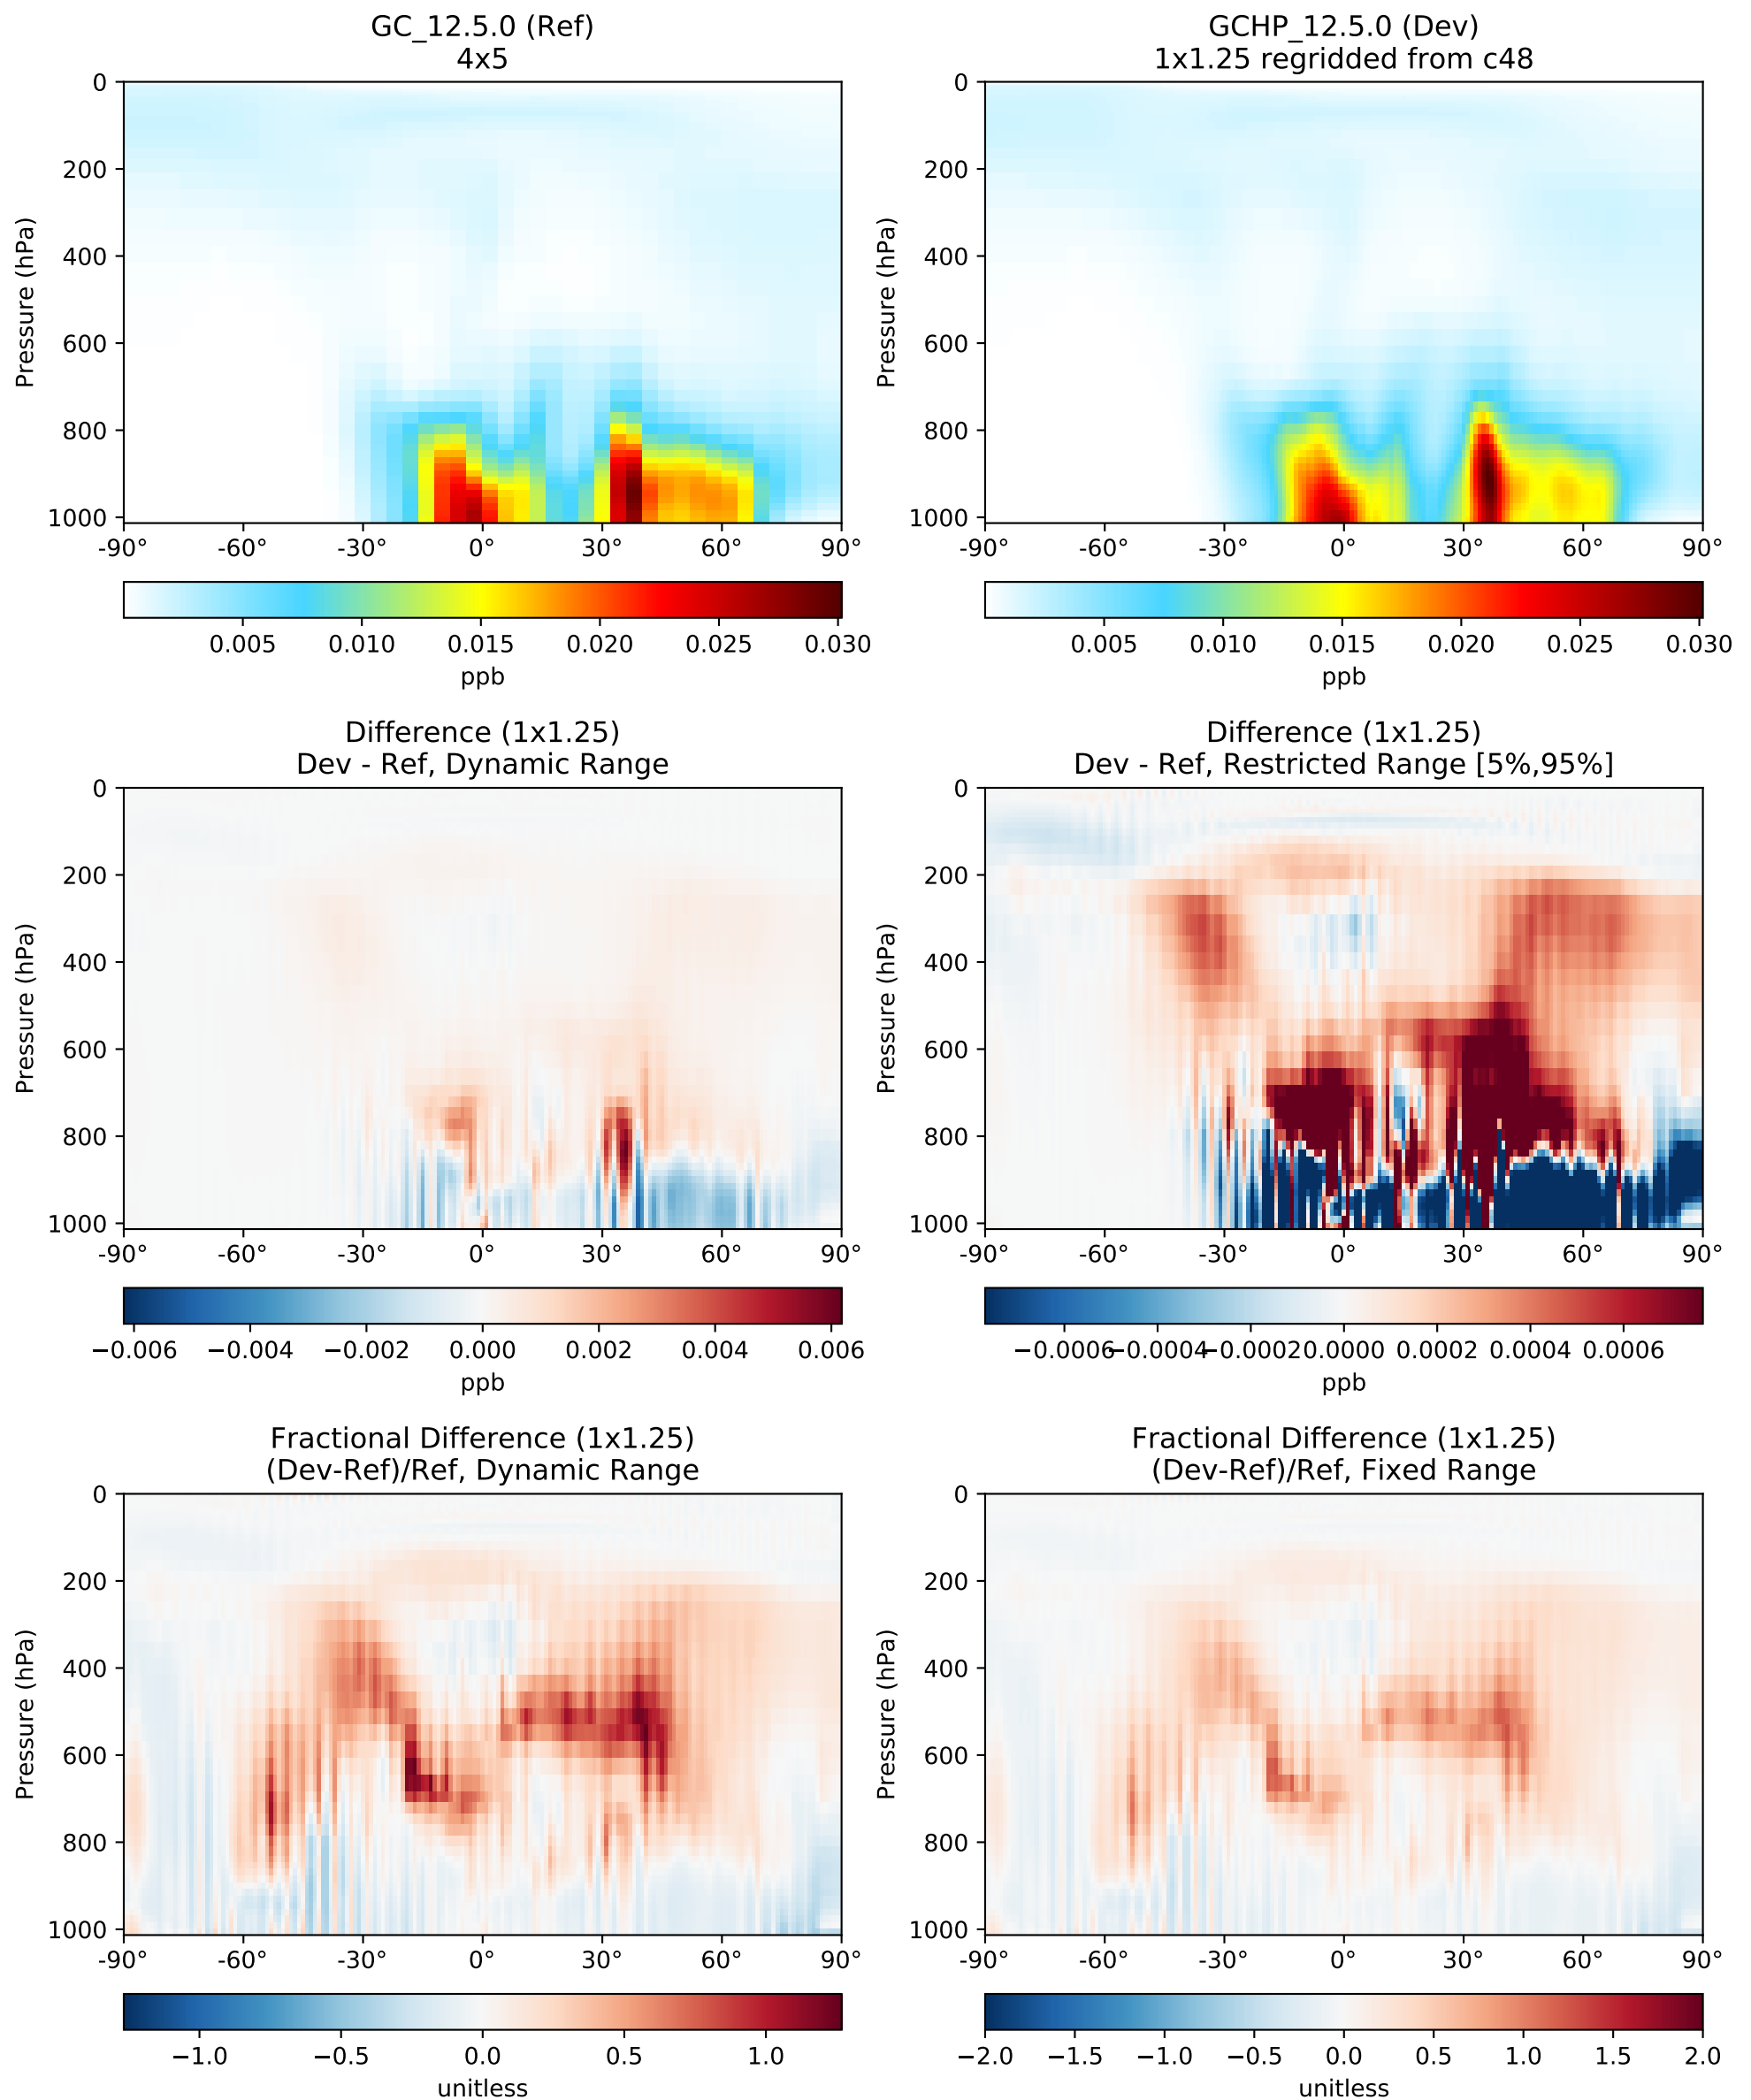 GC_12.5.0 (Ref)
4x5
0
200
400
600
800
1000
Pressure (hPa)
-90° -60° -30° 0° 30° 60° 90°
0.005 0.010 0.015 0.020 0.025 0.030
ppb
GCHP_12.5.0 (Dev)
1x1.25 regridded from c48
0
200
400
600
800
1000
Pressure (hPa)
-90° -60° -30° 0° 30° 60° 90°
0.005 0.010 0.015 0.020 0.025 0.030
ppb
Difference (1x1.25)
Dev - Ref, Dynamic Range
0
200
400
600
800
1000
Pressure (hPa)
-90° -60° -30° 0° 30° 60° 90°
−0.006 −0.004 −0.002 0.000 0.002 0.004 0.006
ppb
Difference (1x1.25)
Dev - Ref, Restricted Range [5%,95%]
0
200
400
600
800
1000
Pressure (hPa)
-90° -60° -30° 0° 30° 60° 90°
−0.0006 −0.0004 −0.0002 0.0000 0.0002 0.0004 0.0006
ppb
Fractional Difference (1x1.25)
(Dev-Ref)/Ref, Dynamic Range
0
200
400
600
800
1000
Pressure (hPa)
-90° -60° -30° 0° 30° 60° 90°
−1.0 −0.5 0.0 0.5 1.0
unitless
Fractional Difference (1x1.25)
(Dev-Ref)/Ref, Fixed Range
0
200
400
600
800
1000
Pressure (hPa)
-90° -60° -30° 0° 30° 60° 90°
−2.0 −1.5 −1.0 −0.5 0.0 0.5 1.0 1.5 2.0
unitless